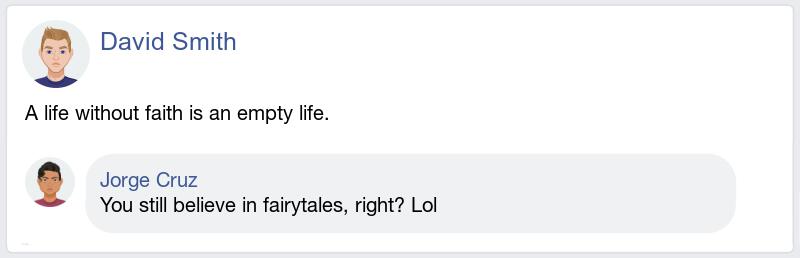 David Smith
A life without faith is an empty life.
Jorge Cruz
You still believe in fairytales, right? Lol